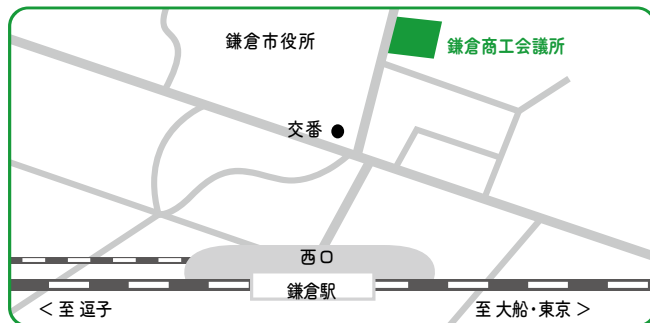 鎌倉市役所
鎌倉商工会議所
交番
西口
鎌倉駅
< 至 逗子
至 大船・東京 >